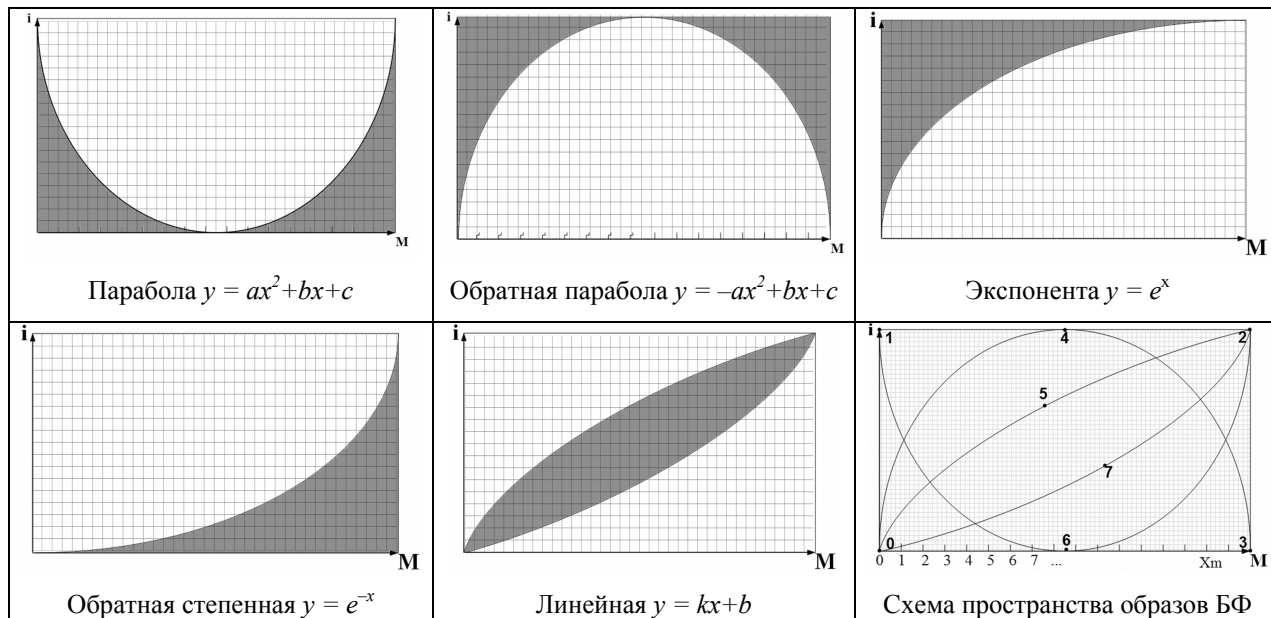 i
M
Парабола y = ax²+bx+c
M
Обратная парабола y = –ax²+bx+c
i
M
Экспонента y = eˣ
i
M
Обратная степенная y = e⁻ˣ
i
M
Линейная y = kx+b
i
1
4
2
5
7
0
6
3
0 1 2 3 4 5 6 7 ... Xm M
Схема пространства образов БФ